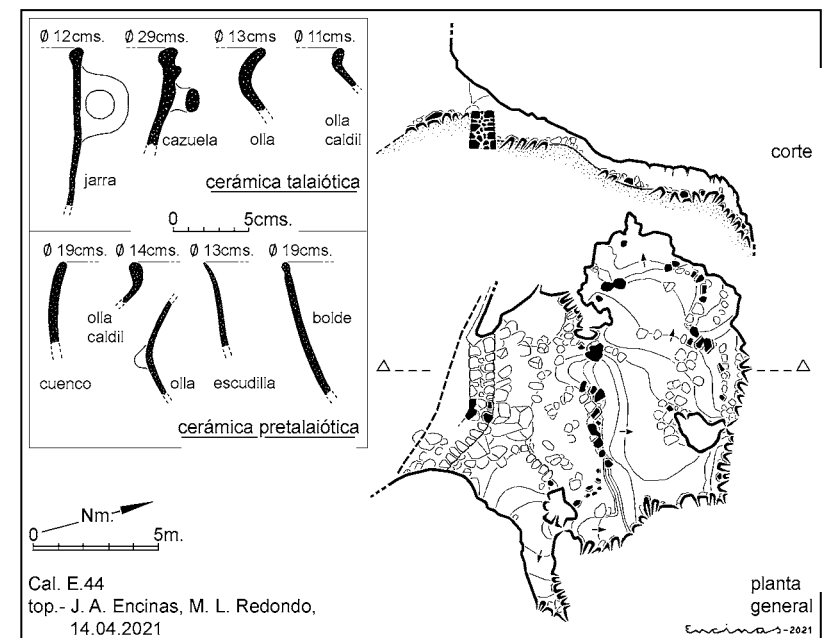 Ø 12cms. Ø 29cms. Ø 13cms Ø 11cms.
jarra
cazuela
olla
olla
caldil
cerámica talaiótica
0 5cms.
Ø 19cms. Ø 14cms. Ø 13cms. Ø 19cms.
cuenco
olla
caldil
olla
escudilla
bolde
cerámica pretalaiótica
corte
Nm.
0 5m.
Cal. E.44
top.- J. A. Encinas, M. L. Redondo,
14.04.2021
planta
general
Encinas-2021